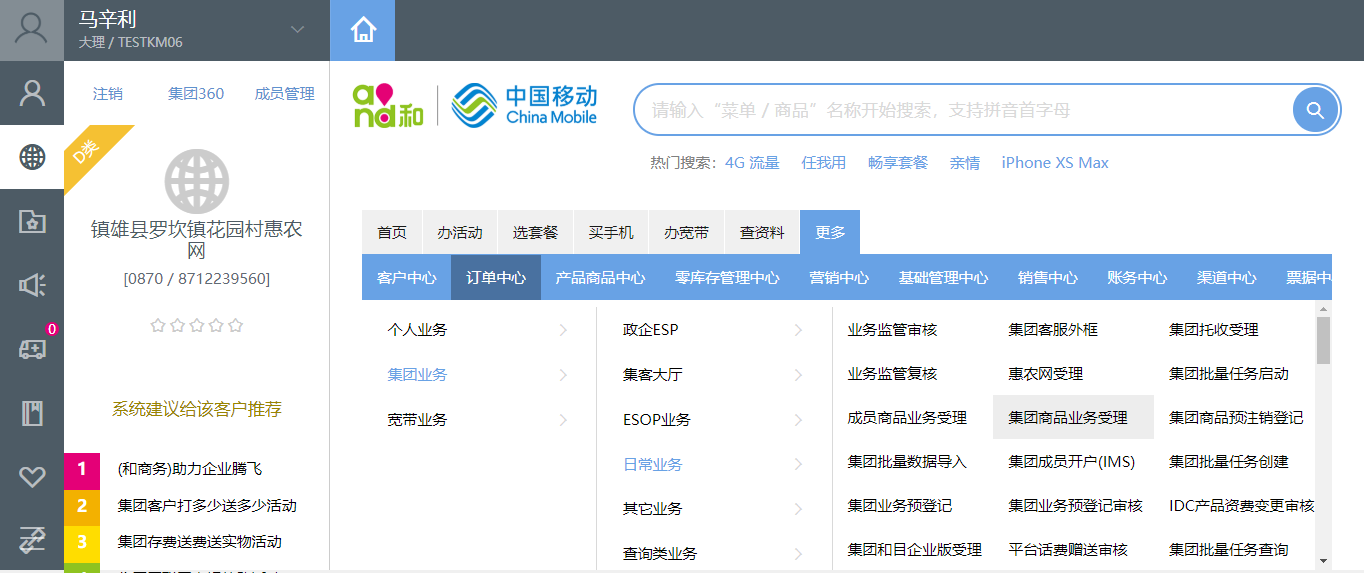 马辛利
大理 / TESTKM06
注销 集团360 成员管理
D类
镇雄县罗坎镇花园村惠农
网
[0870 / 8712239560]
0
系统建议给该客户推荐
1 (和商务)助力企业腾飞
2 集团客户打多少送多少活动
3 集团存费送费送实物活动
and和 中国移动
China Mobile
请输入“菜单 / 商品”名称开始搜索，支持拼音首字母
热门搜索： 4G 流量 任我用 畅享套餐 亲情 iPhone XS Max
首页 办活动 选套餐 买手机 办宽带 查资料 更多
客户中心 订单中心 产品商品中心 零库存管理中心 营销中心 基础管理中心 销售中心 账务中心 渠道中心 票据中
个人业务 政企ESP 业务监管审核 集团客服外框 集团托收受理
集团业务 集客大厅 业务监管复核 惠农网受理 集团批量任务启动
宽带业务 ESOP业务 成员商品业务受理 集团商品业务受理 集团商品预注销登记
日常业务 集团批量数据导入 集团成员开户(IMS) 集团批量任务创建
其它业务 集团业务预登记 集团业务预登记审核 IDC产品资费变更审核
查询类业务 集团和目企业版受理 平台话费赠送审核 集团批量任务查询